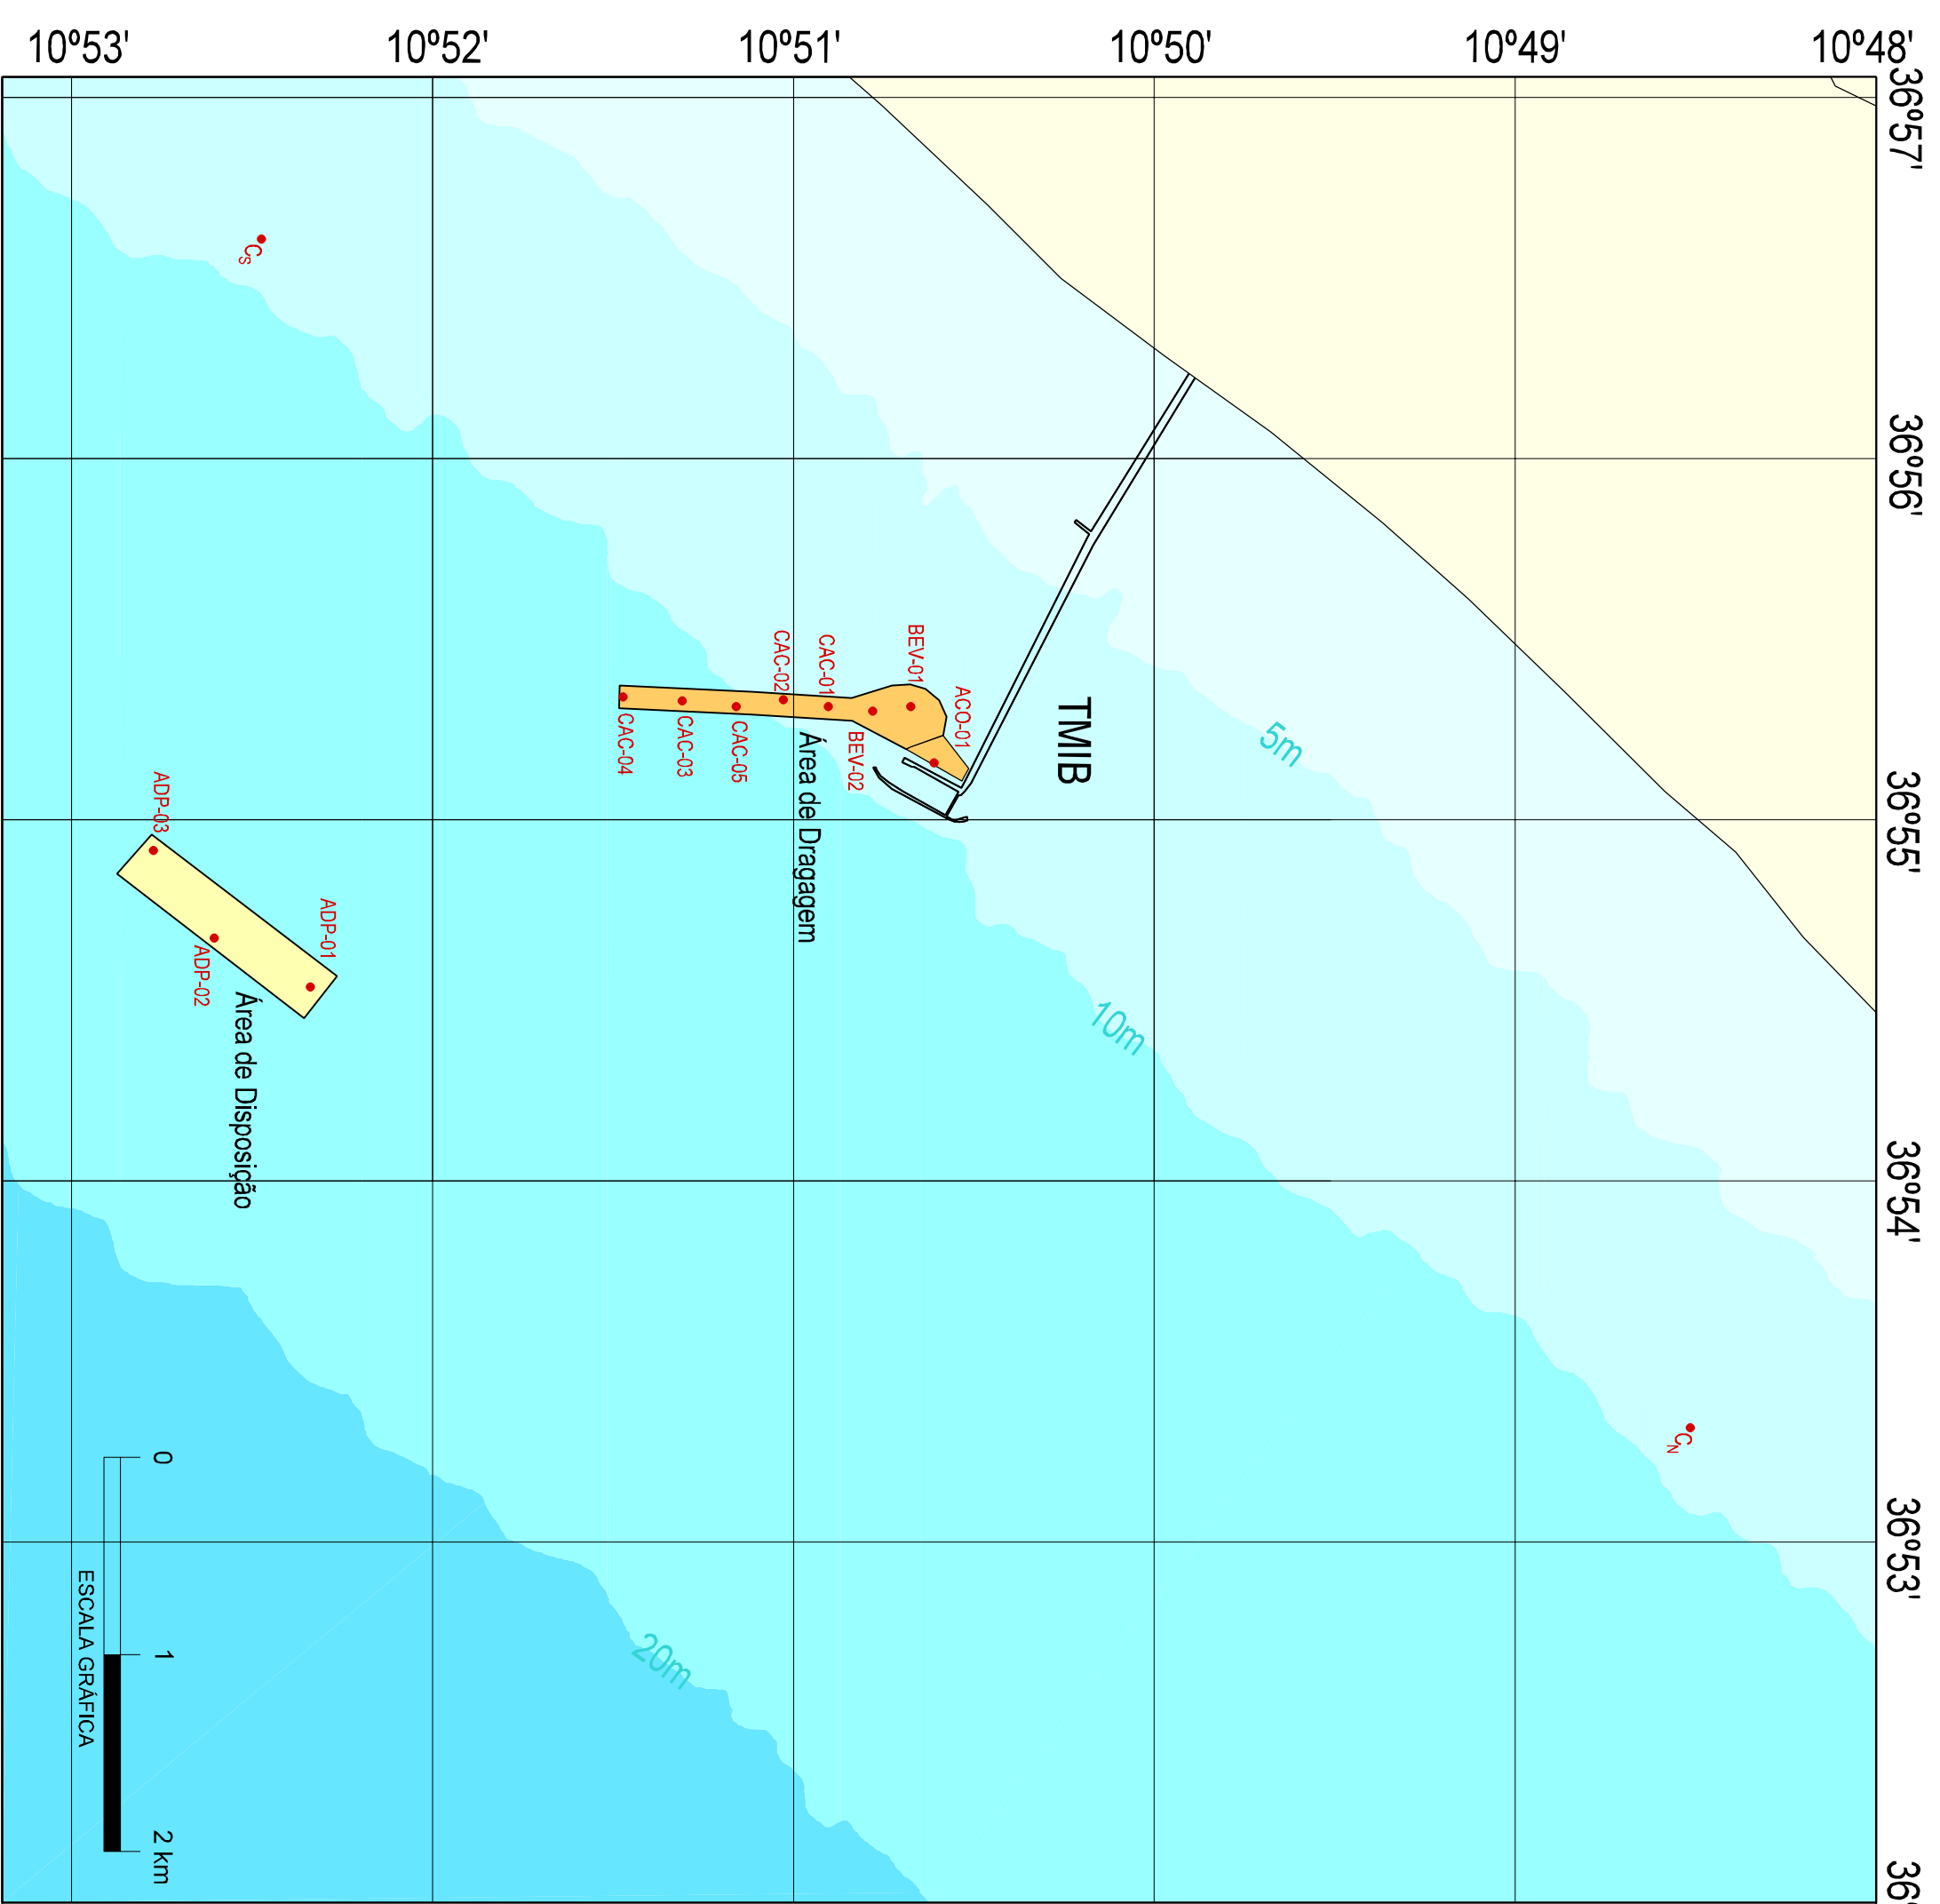 10º53'
10º52'
10º51'
10º50'
10º49'
10º48'
36º57'
36º56'
36º55'
36º54'
36º53'
CS
CN
5m
10m
20m
TMIB
BEV-01
ACO-01
CAC-01
CAC-02
BEV-02
CAC-05
CAC-03
CAC-04
Área de Dragagem
ADP-03
ADP-01
ADP-02
Área de Disposição
0
1
2 km
ESCALA GRÁFICA